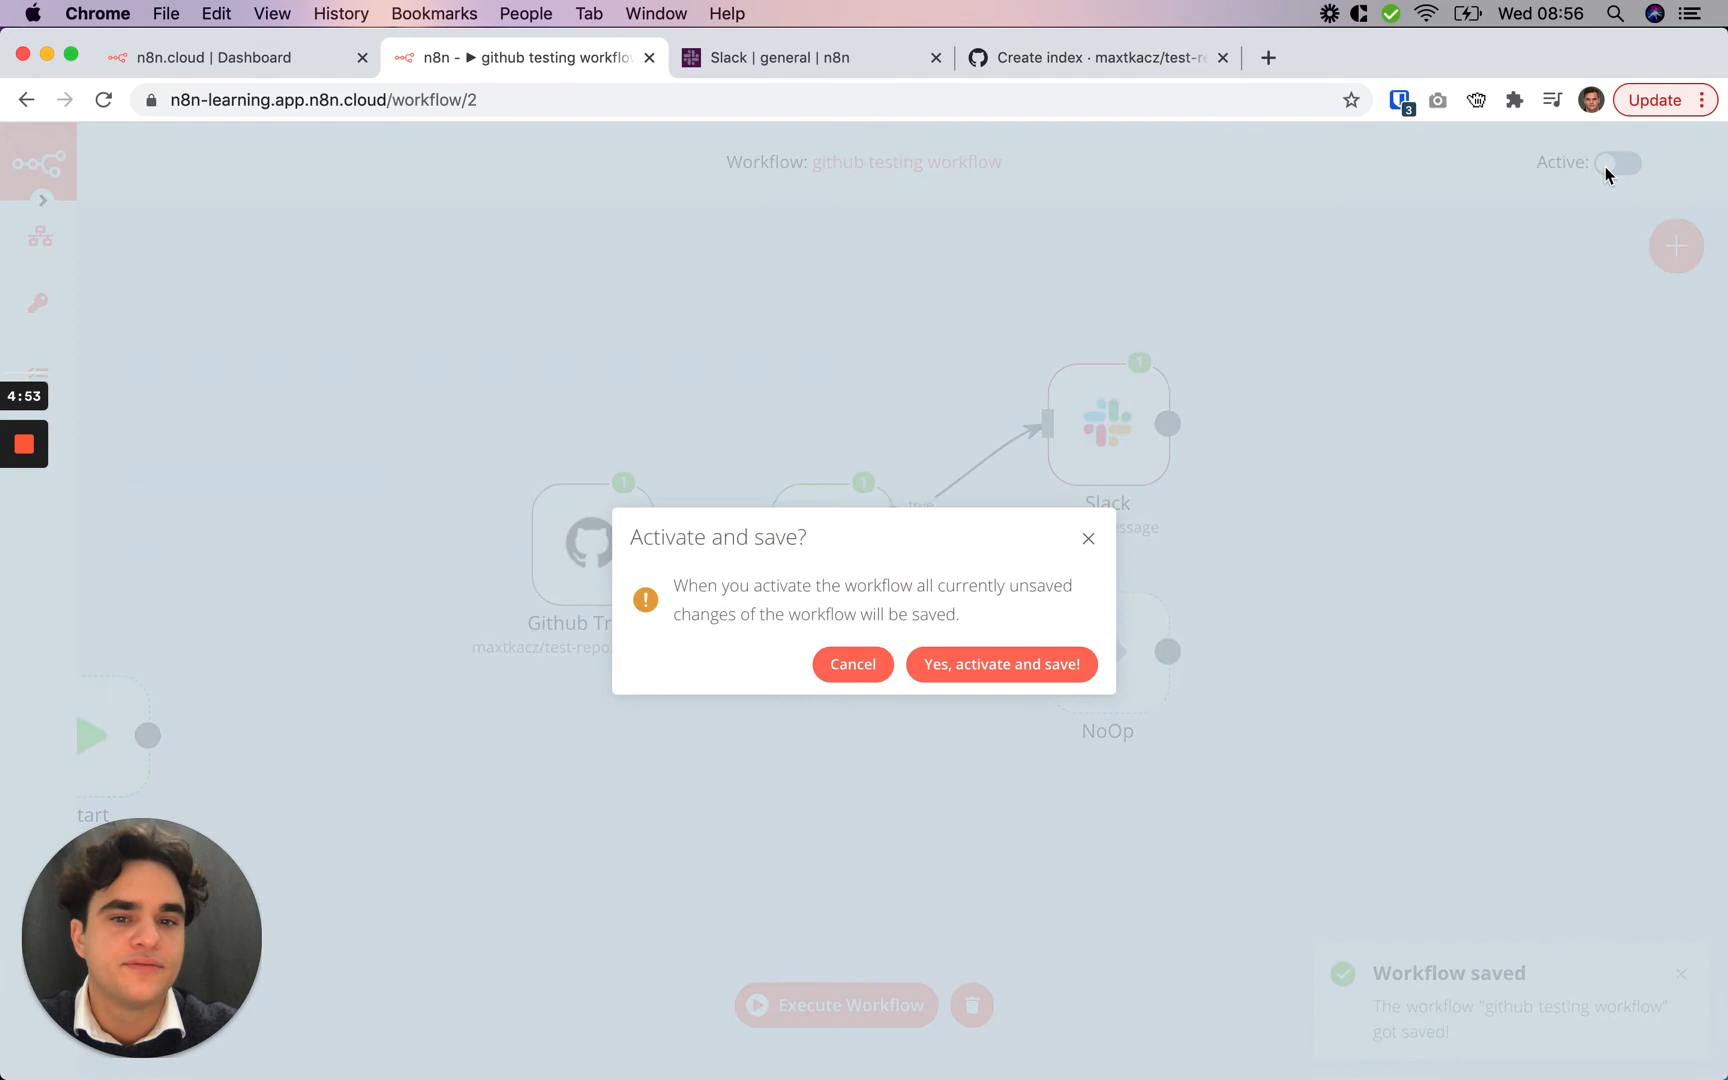 Chrome File Edit View History Bookmarks People Tab Window Help Wed 08:56
n8n.cloud | Dashboard n8n - ▶ github testing workflo Slack | general | n8n Create index · maxtkacz/test-re
n8n-learning.app.n8n.cloud/workflow/2 3 Update
Workflow: github testing workflow Active:
4:53
1
1 1
true
Slack
essage
Activate and save?
When you activate the workflow all currently unsaved
changes of the workflow will be saved.
Cancel Yes, activate and save!
Github Tr
maxtkacz/test-repo
NoOp
tart
Execute Workflow
Workflow saved
The workflow "github testing workflow"
got saved!